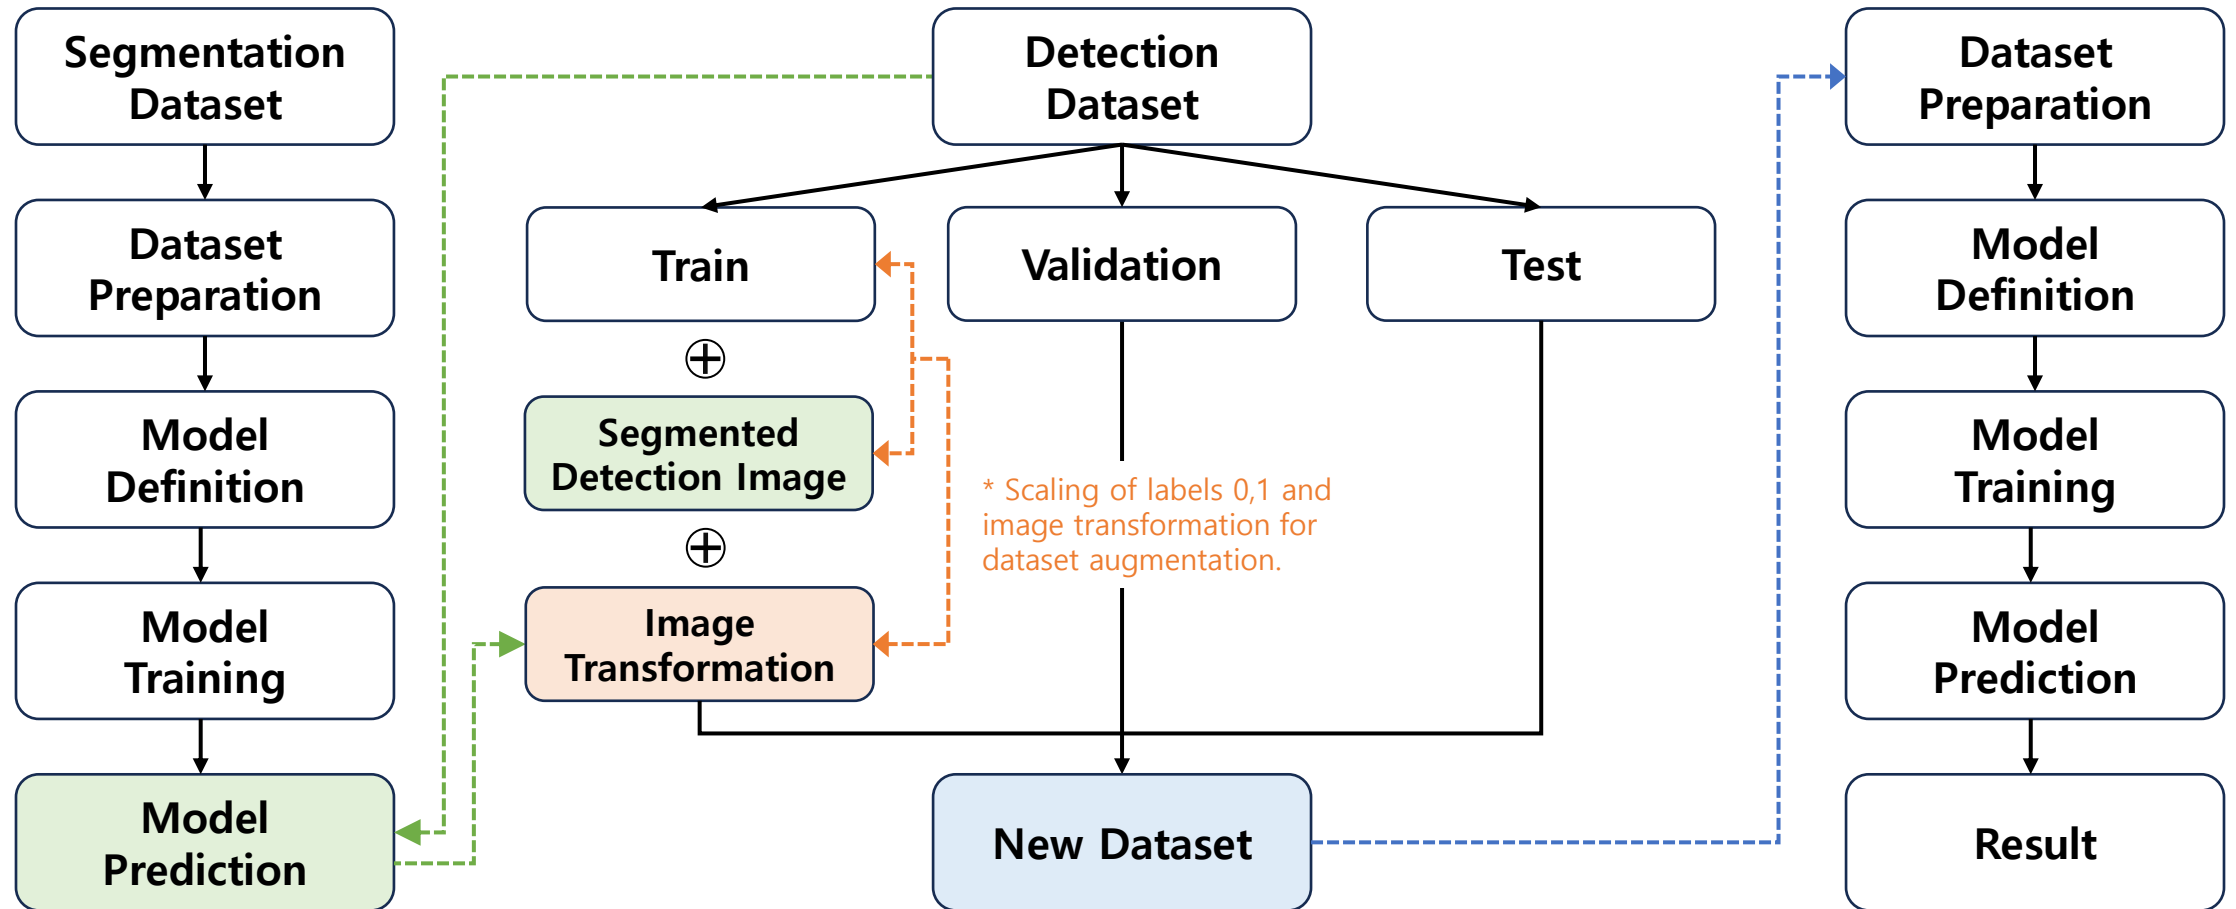 Segmentation
Dataset
Dataset
Preparation
Model
Definition
Model
Training
Model
Prediction
Detection
Dataset
Train
Validation
Test
Segmented
Detection Image
Image
Transformation
* Scaling of labels 0,1 and
image transformation for
dataset augmentation.
New Dataset
Dataset
Preparation
Model
Definition
Model
Training
Model
Prediction
Result